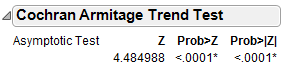 Cochran Armitage Trend Test
Asymptotic Test Z Prob>Z Prob>|Z|
4.484988 <.0001* <.0001*